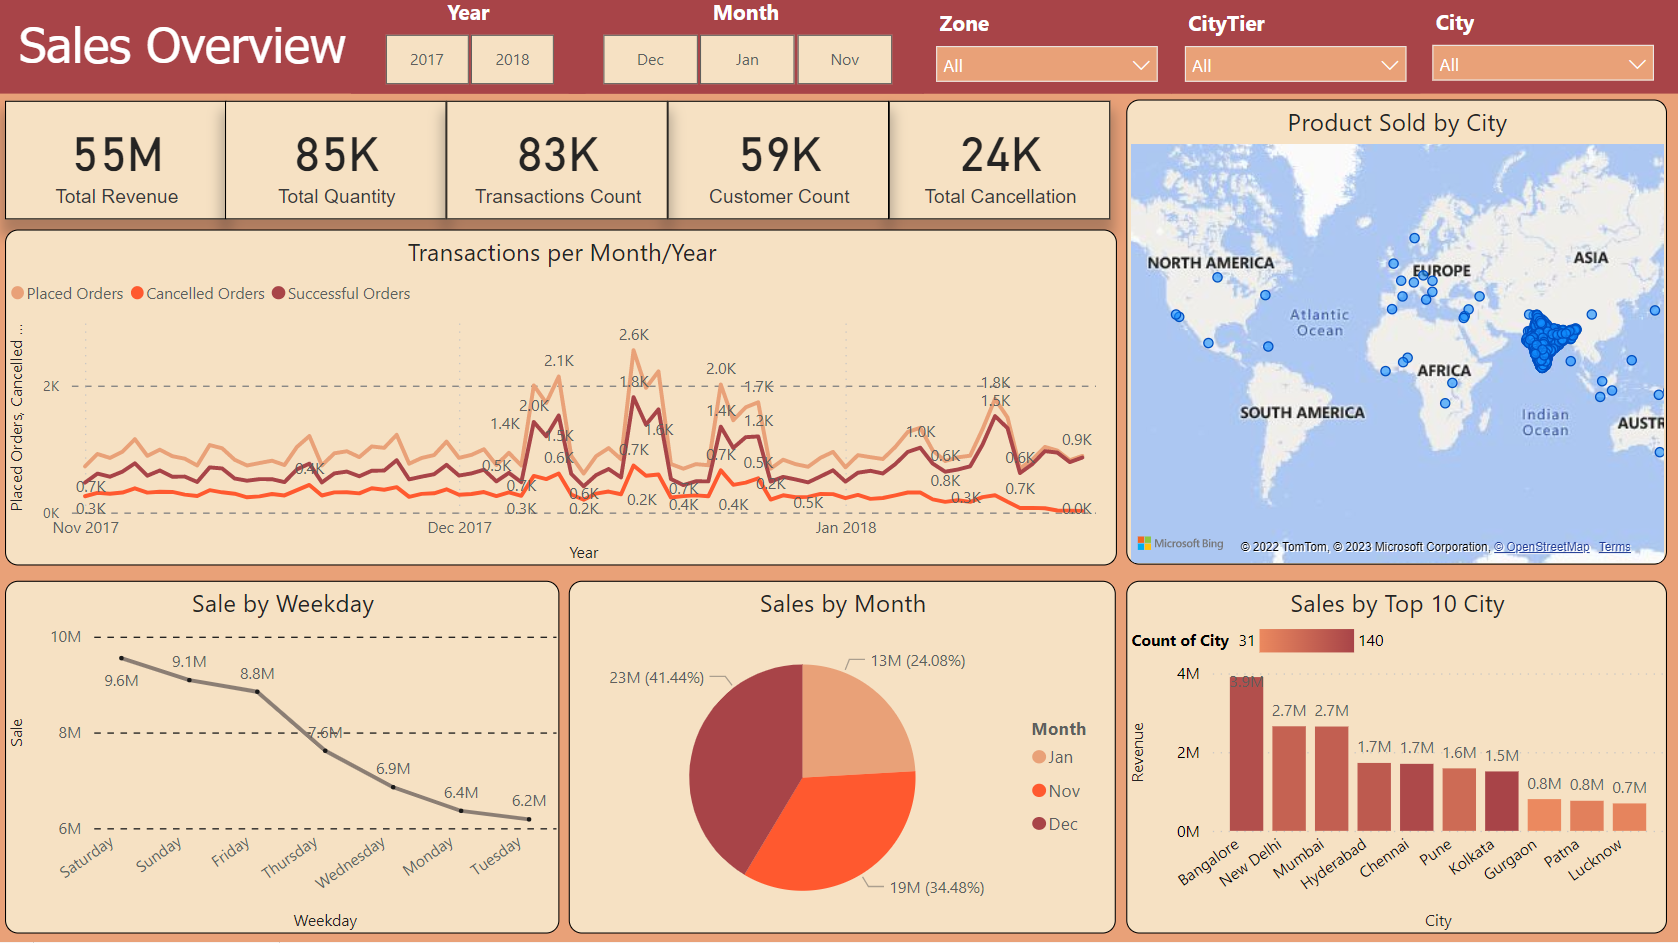 Sales Overview
Year
2017
2018
Month
Dec
Jan
Nov
Zone
All
CityTier
All
City
All
55M
Total Revenue
85K
Total Quantity
83K
Transactions Count
59K
Customer Count
24K
Total Cancellation
Transactions per Month/Year
Placed Orders
Cancelled Orders
Successful Orders
Placed Orders, Cancelled ...
2K
0K
0.7K
0.3K
0.4K
0.5K
1.4K
2.0K
2.1K
1.5K
0.6K
0.7K
0.3K
0.6K
0.2K
2.6K
1.8K
1.6K
0.7K
0.2K
0.7K
0.4K
2.0K
1.7K
1.4K
1.2K
0.7K
0.5K
0.4K
0.2K
0.5K
1.0K
0.6K
0.8K
0.3K
1.8K
1.5K
0.6K
0.7K
0.9K
0.0K
Nov 2017
Dec 2017
Jan 2018
Year
Product Sold by City
NORTH AMERICA
EUROPE
ASIA
Atlantic
Ocean
AFRICA
SOUTH AMERICA
Indian
Ocean
AUSTR
Microsoft Bing
© 2022 TomTom, © 2023 Microsoft Corporation, © OpenStreetMap Terms
Sale by Weekday
Sale
10M
8M
6M
9.6M
9.1M
8.8M
7.6M
6.9M
6.4M
6.2M
Saturday
Sunday
Friday
Thursday
Wednesday
Monday
Tuesday
Weekday
Sales by Month
23M (41.44%)
13M (24.08%)
19M (34.48%)
Month
Jan
Nov
Dec
Sales by Top 10 City
Count of City 31 140
Revenue
4M
2M
0M
3.9M
2.7M
2.7M
1.7M
1.7M
1.6M
1.5M
0.8M
0.8M
0.7M
Bangalore
New Delhi
Mumbai
Hyderabad
Chennai
Pune
Kolkata
Gurgaon
Patna
Lucknow
City